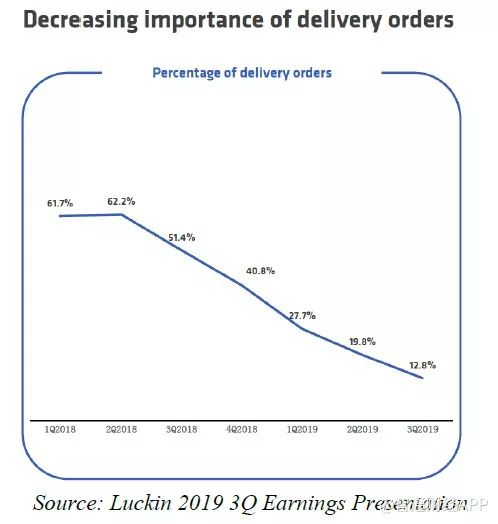 Decreasing importance of delivery orders
Percentage of delivery orders
61.7%
62.2%
51.4%
40.8%
27.7%
19.8%
12.8%
1Q2018 2Q2018 3Q2018 4Q2018 1Q2019 2Q2019 3Q2019
Source: Luckin 2019 3Q Earnings Presentation
APP